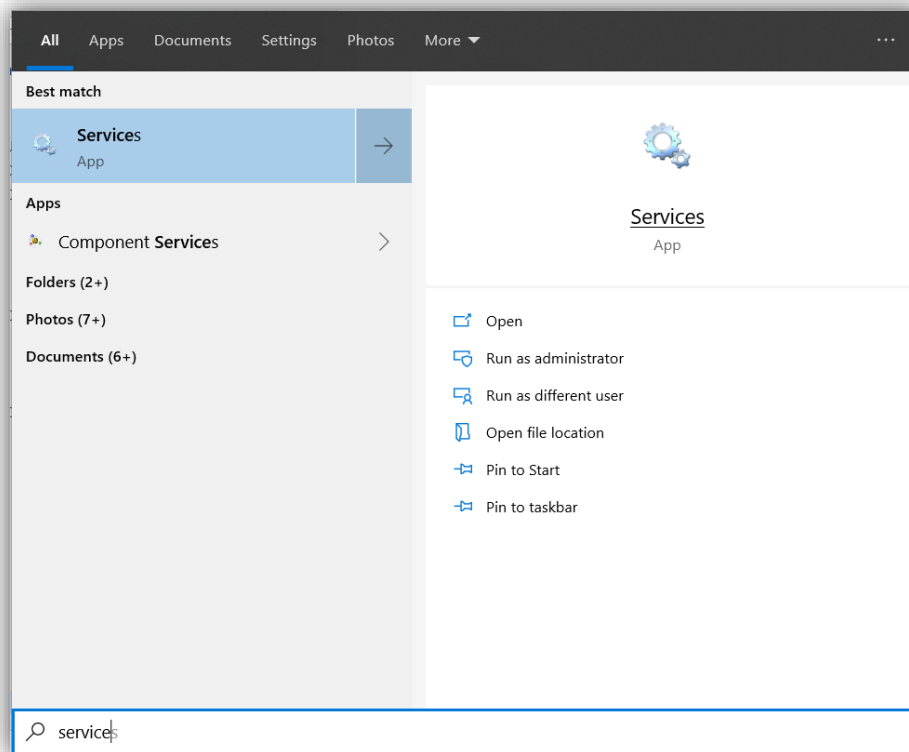 All Apps Documents Settings Photos More ...
Best match
Services
App
Apps
Component Services
Folders (2+)
Photos (7+)
Documents (6+)
Services
App
Open
Run as administrator
Run as different user
Open file location
Pin to Start
Pin to taskbar
services